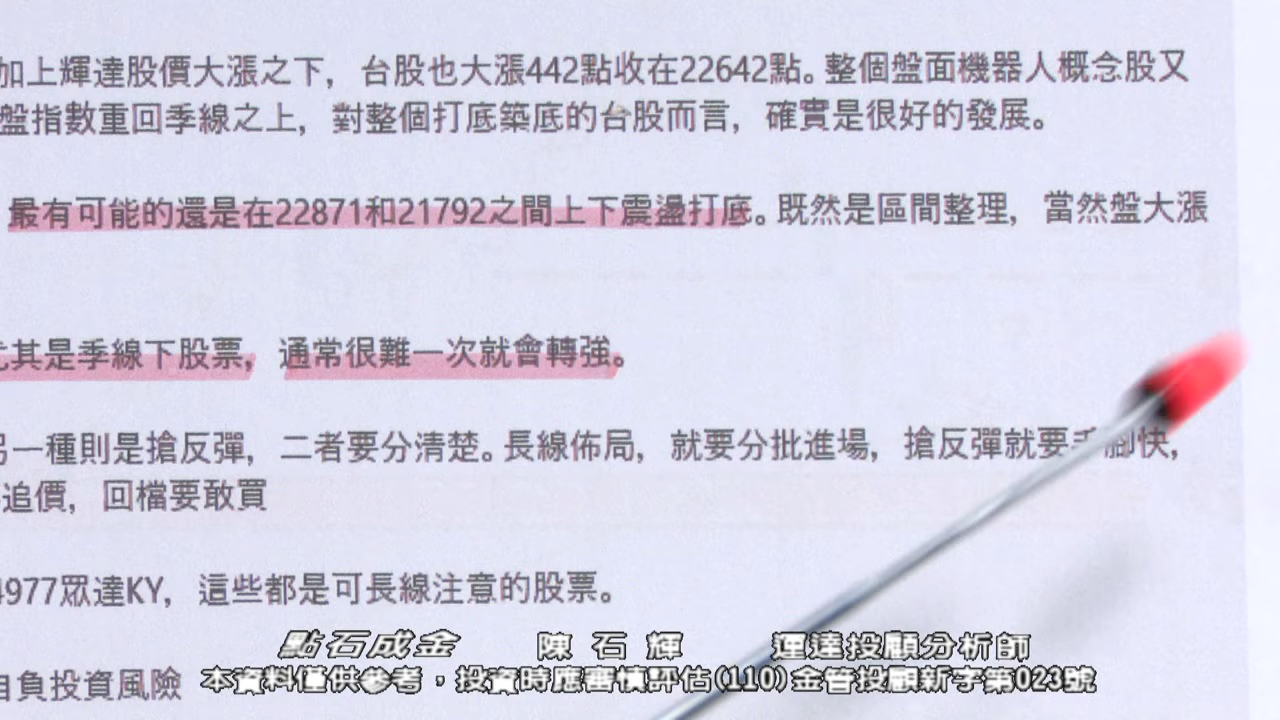 加上輝達股價大漲之下，台股也大漲442點收在22642點。整個盤面機器人概念股又
盤指數重回季線之上，對整個打底築底的台股而言，確實是很好的發展。
最有可能的還是在22871和21792之間上下震盪打底。既然是區間整理，當然盤大漲
尤其是季線下股票，通常很難一次就會轉強。
另一種則是搶反彈，二者要分清楚。長線佈局，就要分批進場，搶反彈就要手腳快，
追價，回檔要敢買
4977眾達KY，這些都是可長線注意的股票。
點石成金 陳石輝 運達投顧分析師
自負投資風險
本資料僅供參考，投資時應審慎評估(110)金管投顧新字第023號